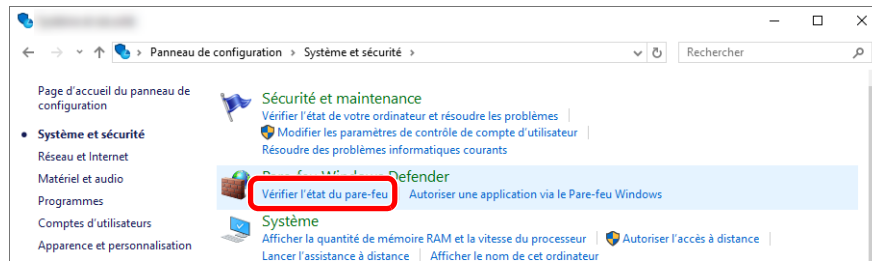 Panneau de configuration > Système et sécurité >
Rechercher
Page d'accueil du panneau de
configuration
Système et sécurité
Réseau et Internet
Matériel et audio
Programmes
Comptes d'utilisateurs
Apparence et personnalisation
Sécurité et maintenance
Vérifier l'état de votre ordinateur et résoudre les problèmes
Modifier les paramètres de contrôle de compte d'utilisateur
Résoudre des problèmes informatiques courants
Pare-feu Windows Defender
Vérifier l'état du pare-feu Autoriser une application via le Pare-feu Windows
Système
Afficher la quantité de mémoire RAM et la vitesse du processeur Autoriser l'accès à distance
Lancer l'assistance à distance Afficher le nom de cet ordinateur